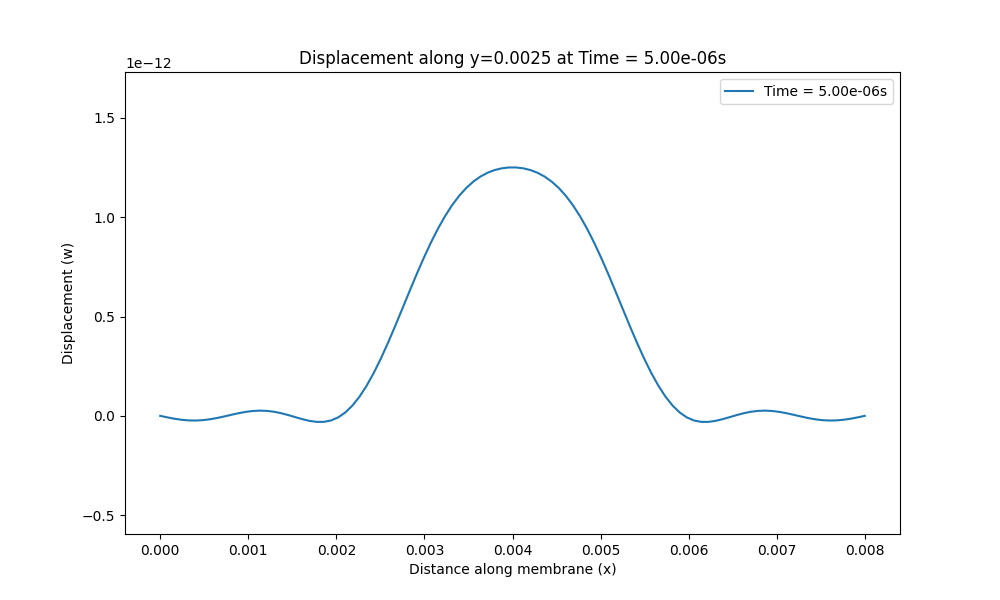 Displacement along y=0.0025 at Time = 5.00e-06s
1e−12
Time = 5.00e-06s
1.5
1.0
0.5
0.0
−0.5
Displacement (w)
0.000 0.001 0.002 0.003 0.004 0.005 0.006 0.007 0.008
Distance along membrane (x)